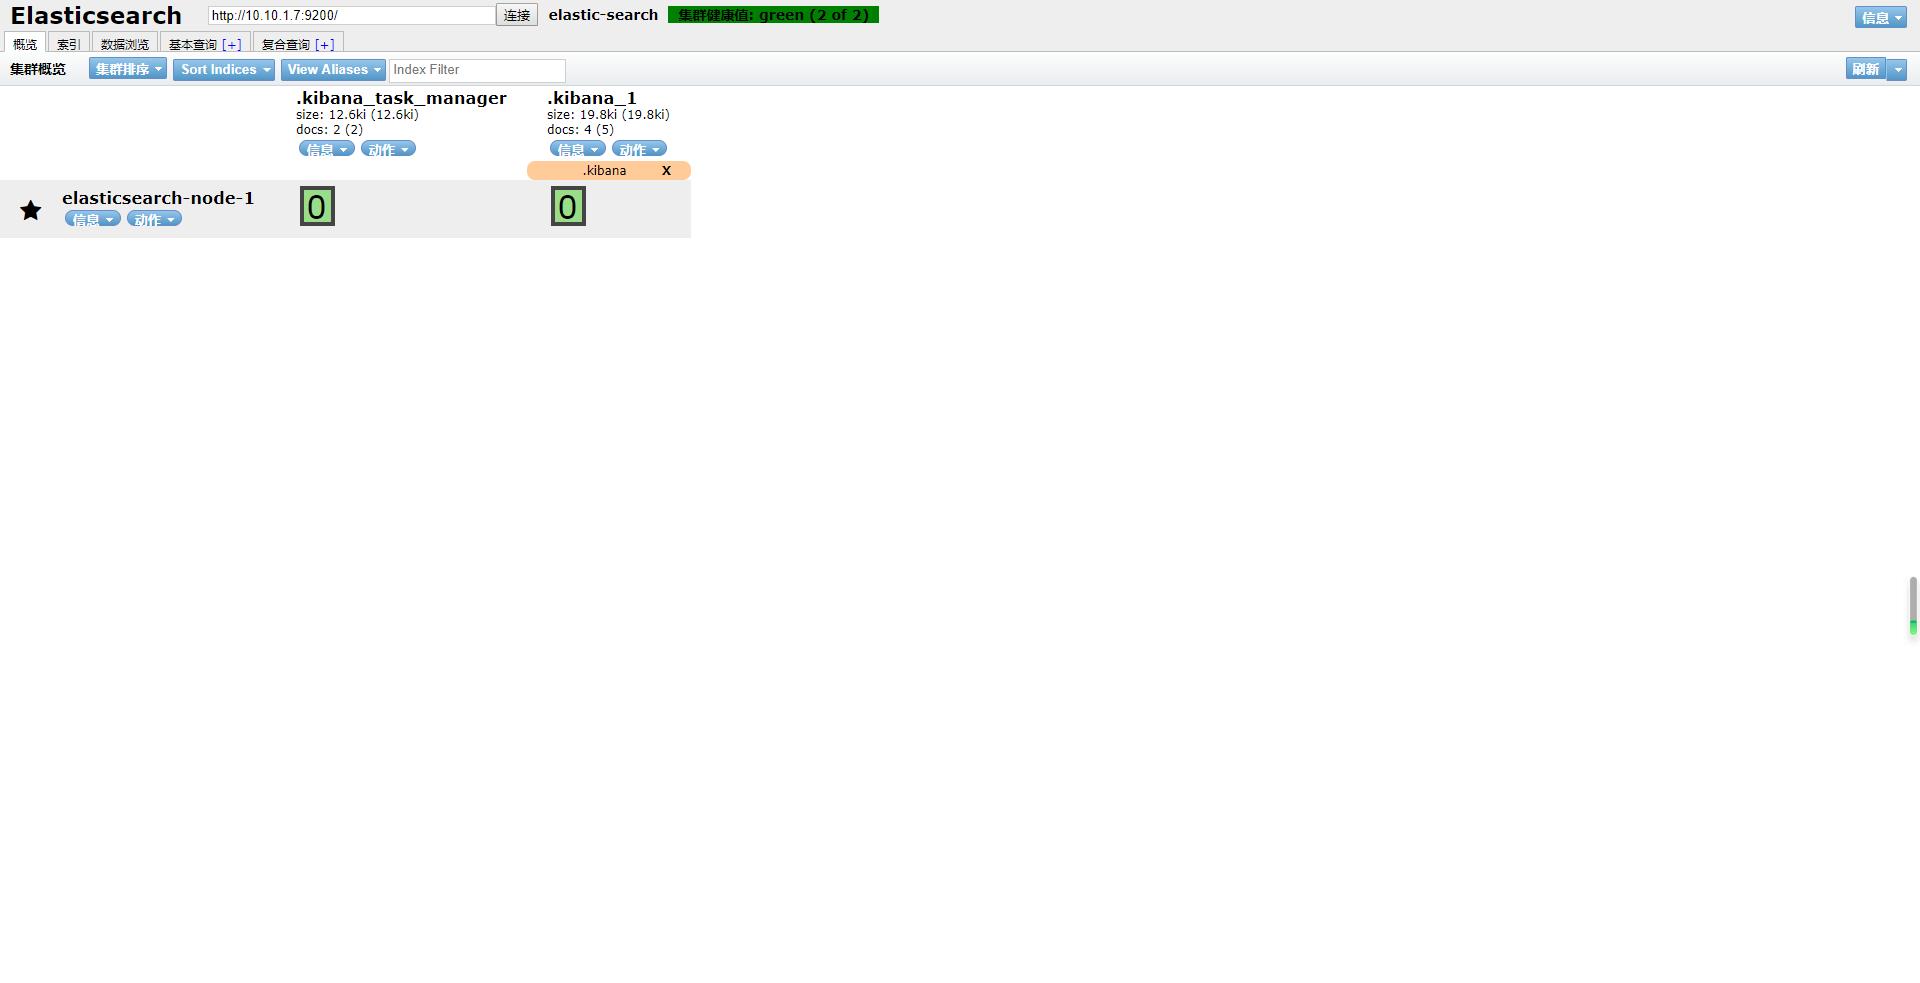 Elasticsearch http://10.10.1.7:9200/ 连接 elastic-search 集群健康值: green (2 of 2) 信息
概览 索引 数据浏览 基本查询 [+] 复合查询 [+]
集群概览 集群排序 Sort Indices View Aliases Index Filter 刷新
.kibana_task_manager .kibana_1
size: 12.6ki (12.6ki) size: 19.8ki (19.8ki)
docs: 2 (2) docs: 4 (5)
信息 动作 信息 动作
.kibana X
elasticsearch-node-1 0 0
信息 动作